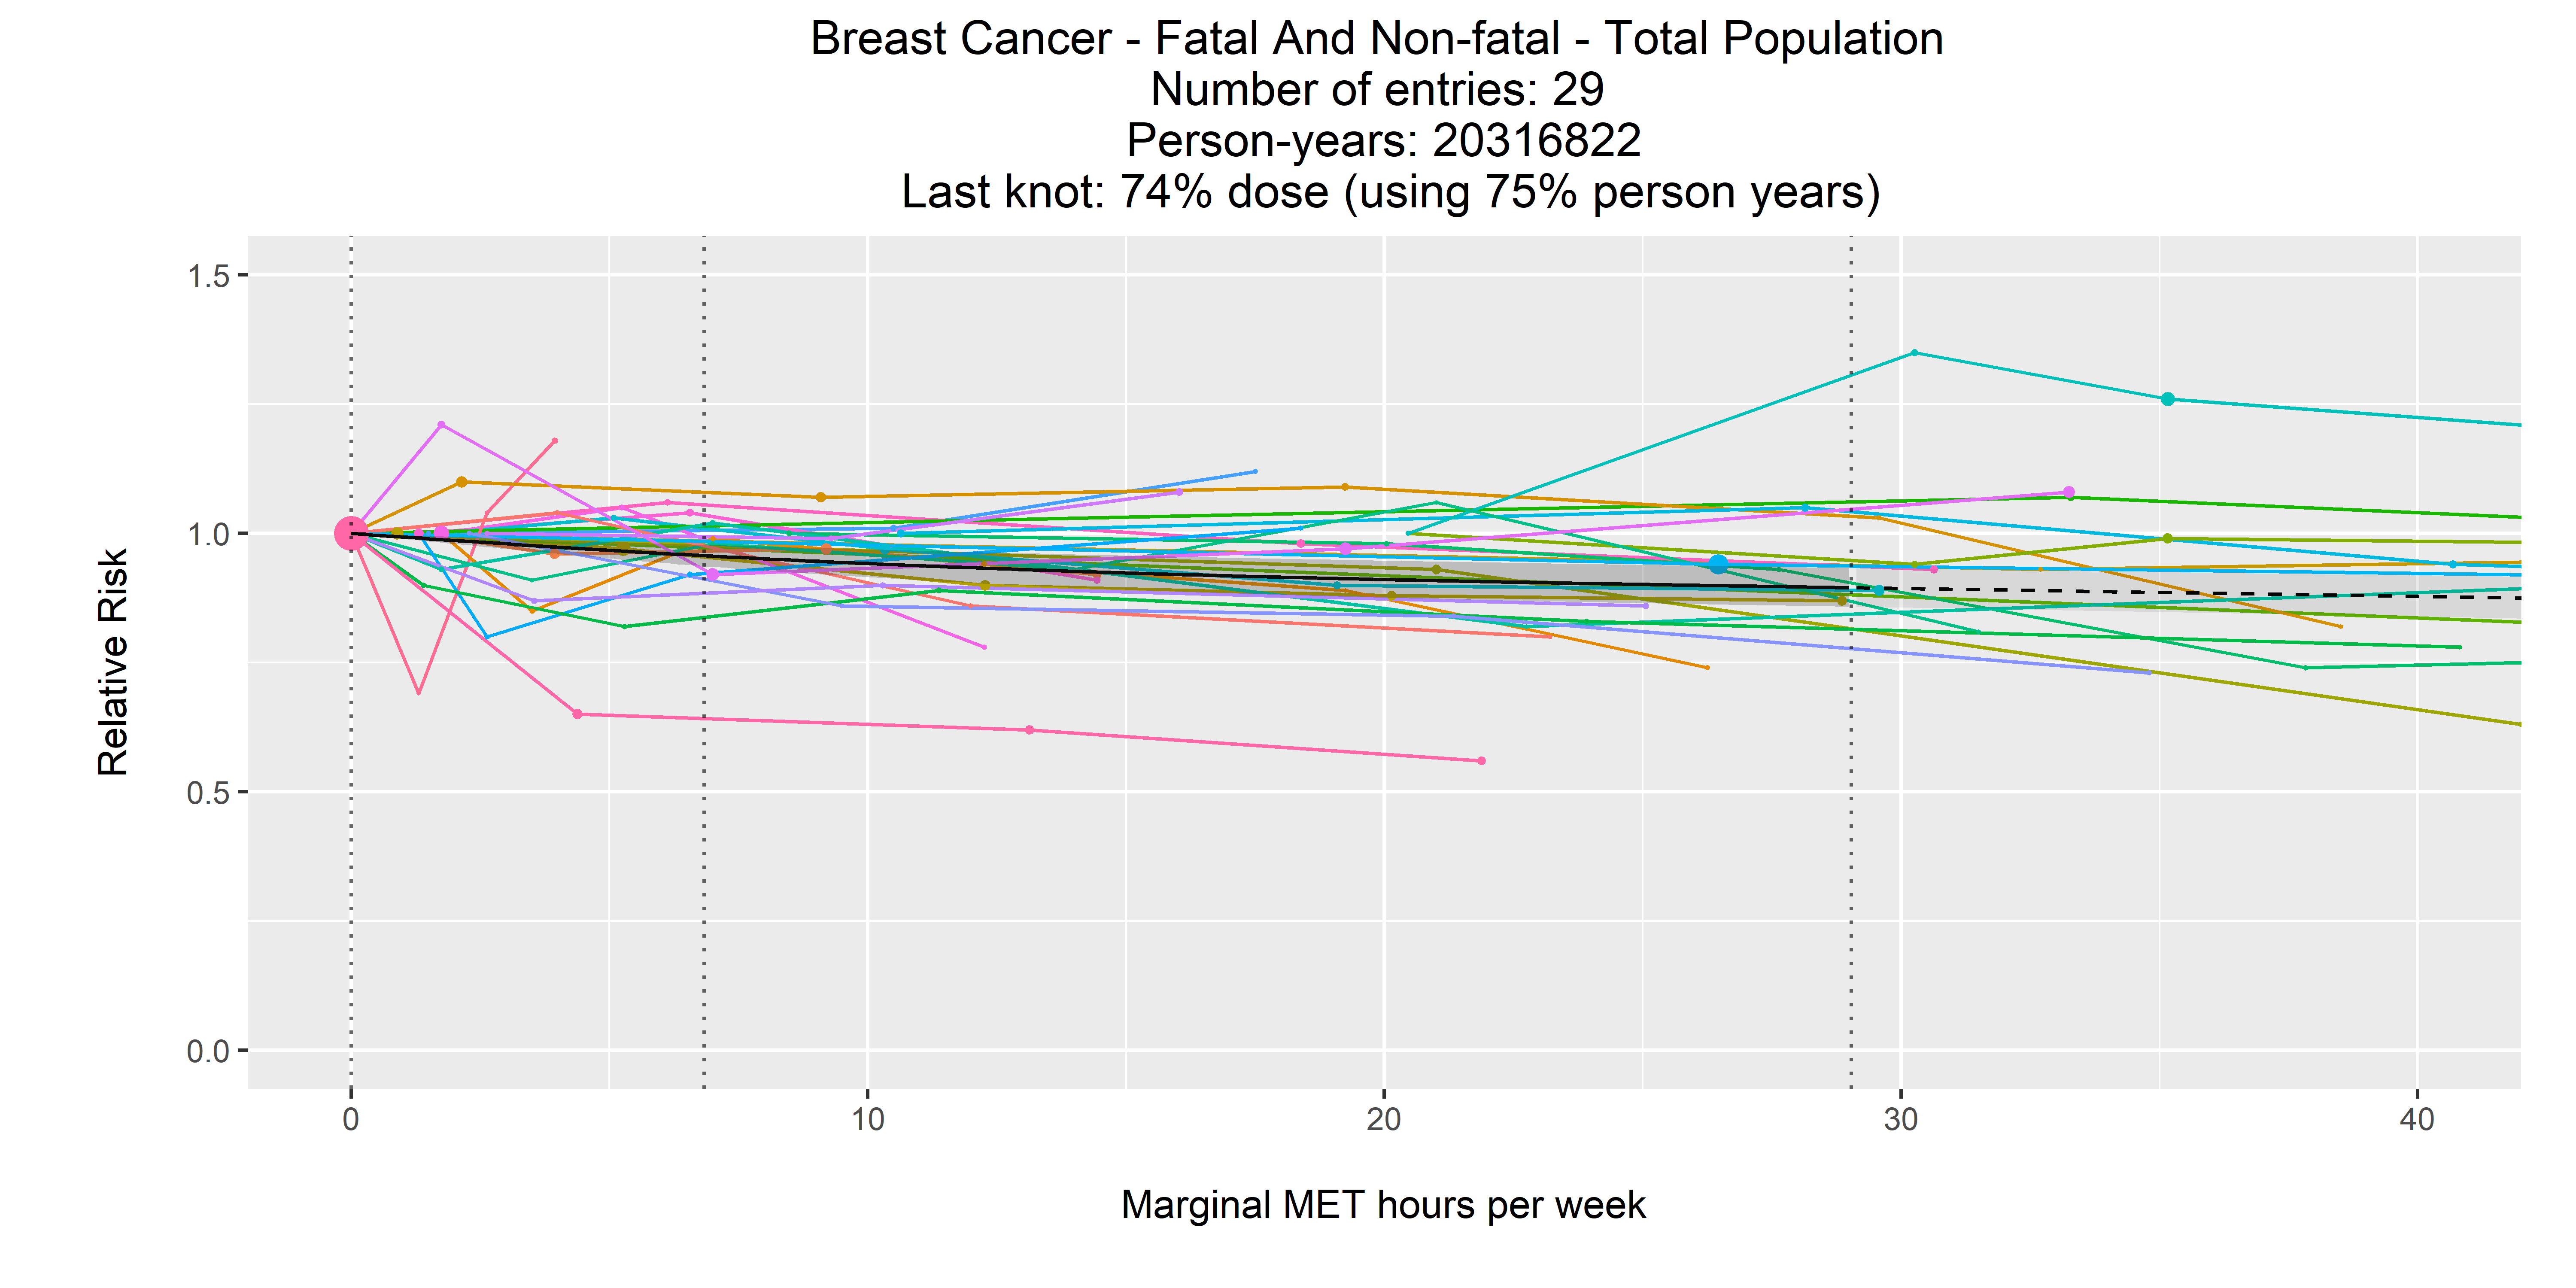 Breast Cancer - Fatal And Non-fatal - Total Population
Number of entries: 29
Person-years: 20316822
Last knot: 74% dose (using 75% person years)
1.5
1.0
0.5
0.0
Relative Risk
0 10 20 30 40
Marginal MET hours per week